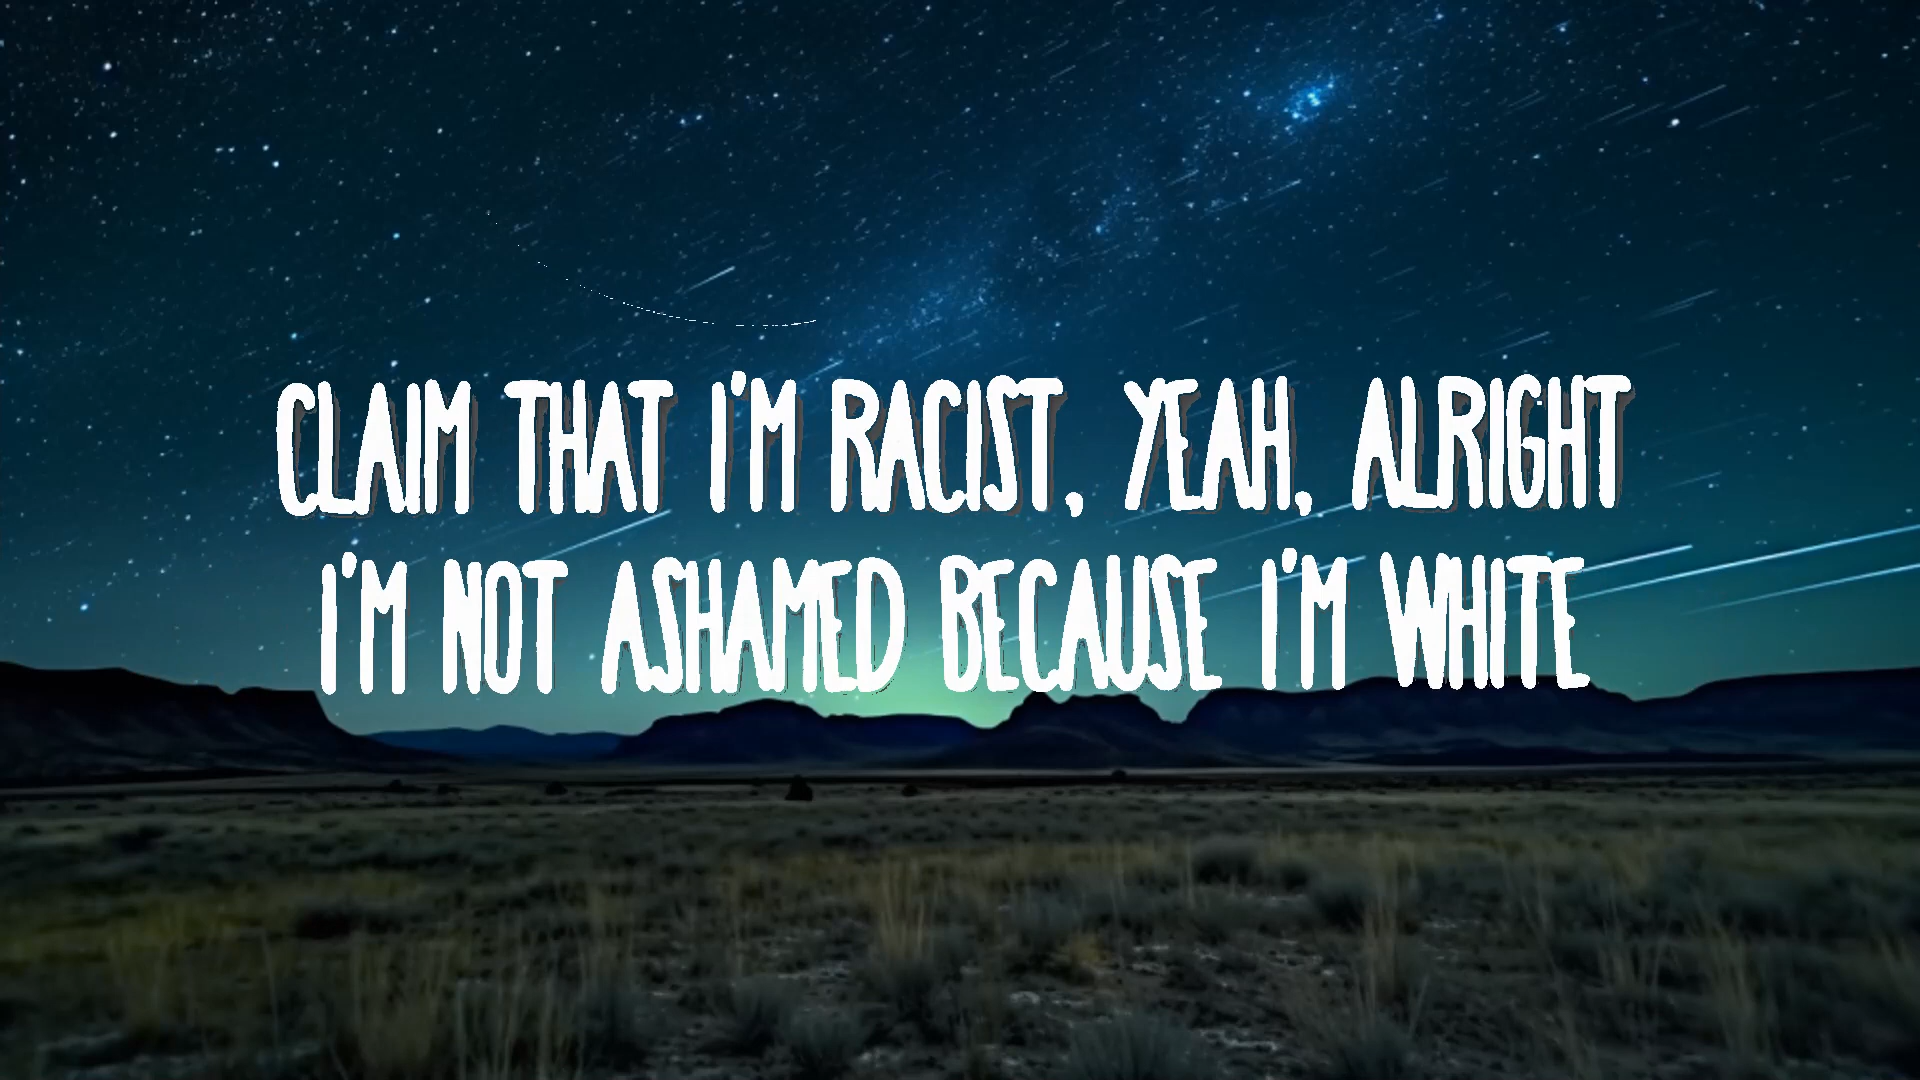 CLAIM THAT I'M RACIST, YEAH, ALRIGHT
I'M NOT ASHAMED BECAUSE I'M WHITE